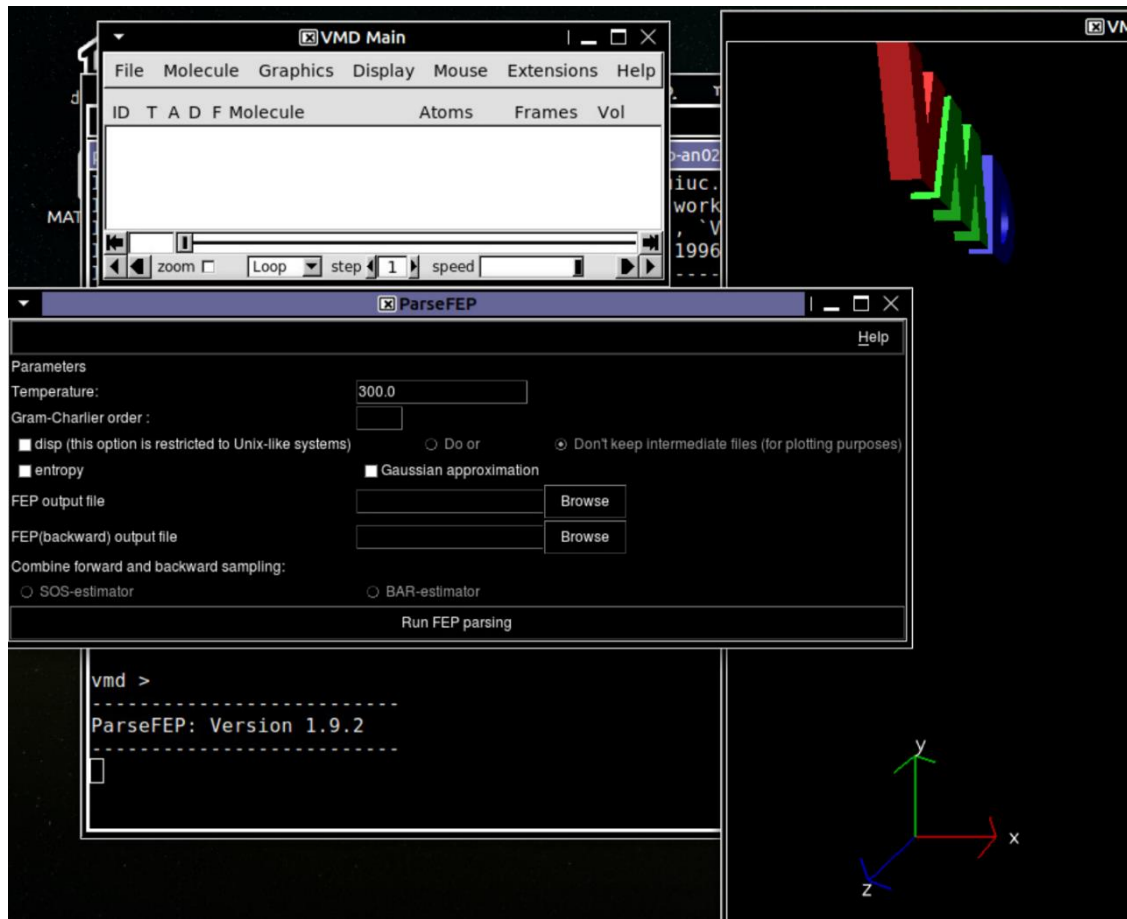 VMD Main
VM
File Molecule Graphics Display Mouse Extensions Help
ID T A D F Molecule Atoms Frames Vol
MAT
o-an02
iuc.
work
, `V
1996
----
zoom Loop step 1 speed
ParseFEP
Help
Parameters
Temperature: 300.0
Gram-Charlier order :
disp (this option is restricted to Unix-like systems) Do or Don't keep intermediate files (for plotting purposes)
entropy Gaussian approximation
FEP output file Browse
FEP(backward) output file Browse
Combine forward and backward sampling:
SOS-estimator BAR-estimator
Run FEP parsing
vmd >
---------------------------
ParseFEP: Version 1.9.2
---------------------------
y
x
z